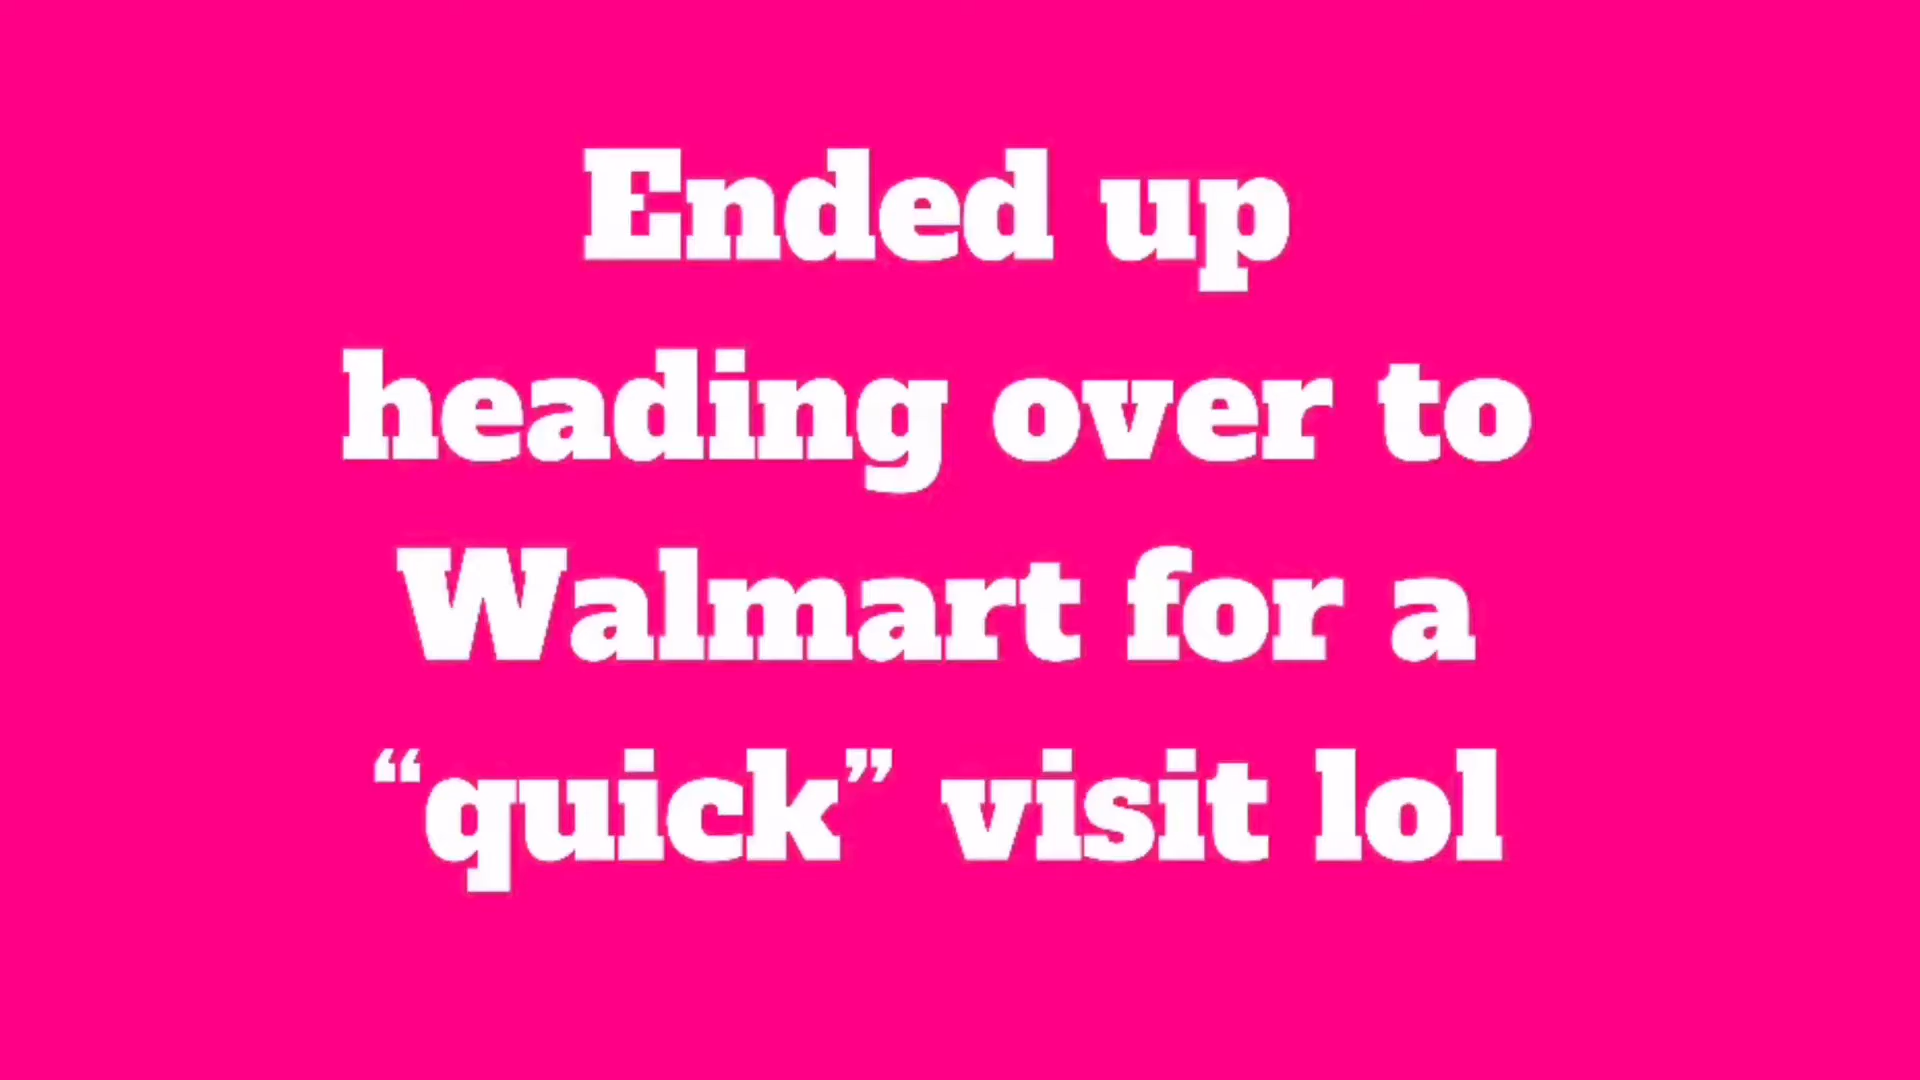 Ended up
heading over to
Walmart for a
“quick” visit lol